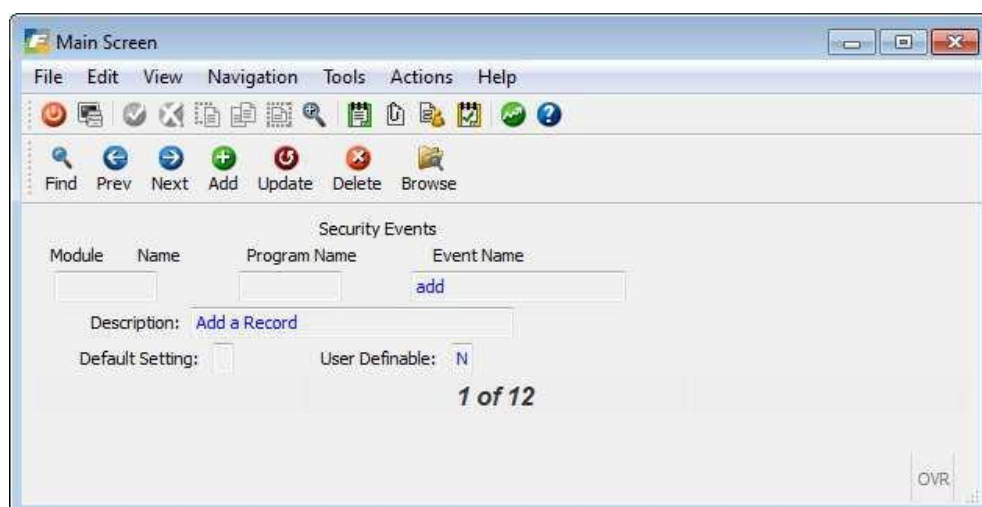 Main Screen
File Edit View Navigation Tools Actions Help
Find Prev Next Add Update Delete Browse
Security Events
Module Name Program Name Event Name
add
Description: Add a Record
Default Setting: User Definable: N
1 of 12
OVR